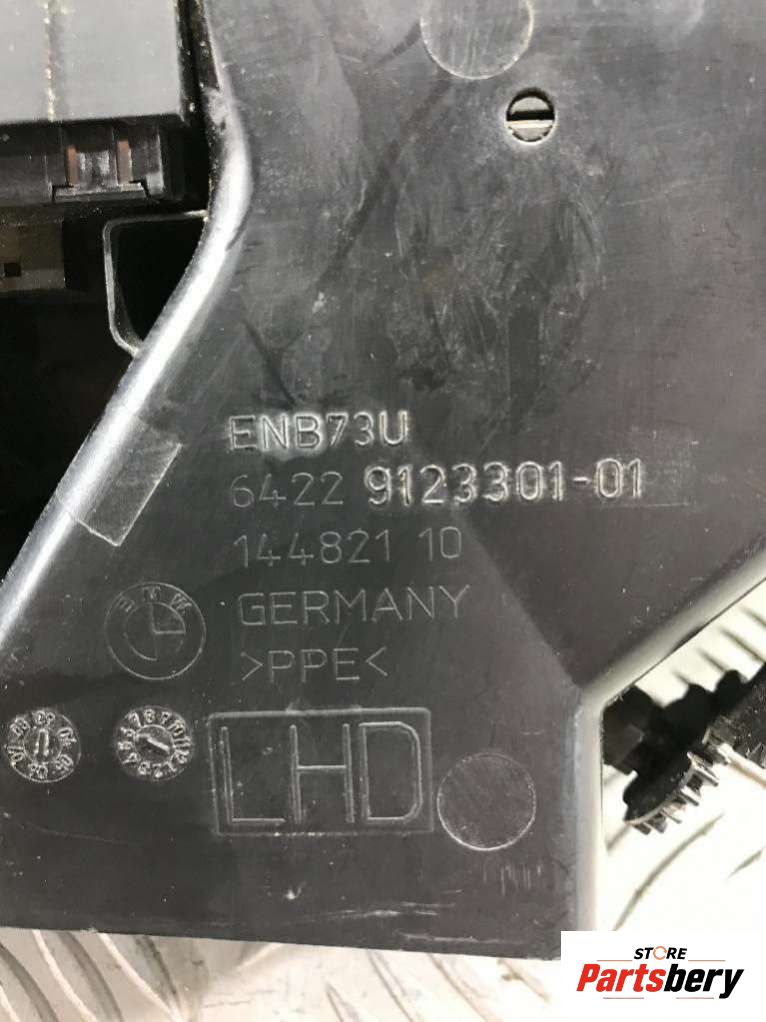 ENB73U
6422 9123301-01
144821 10
GERMANY
BMW
>PPE<
LHD
STORE
Partsbery